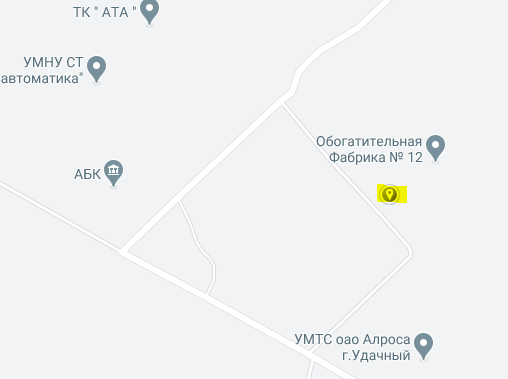 ТК " АТА "
УМНУ СТ
автоматика"
Обогатительная
Фабрика № 12
АБК
УМТС оао Алроса
г.Удачный